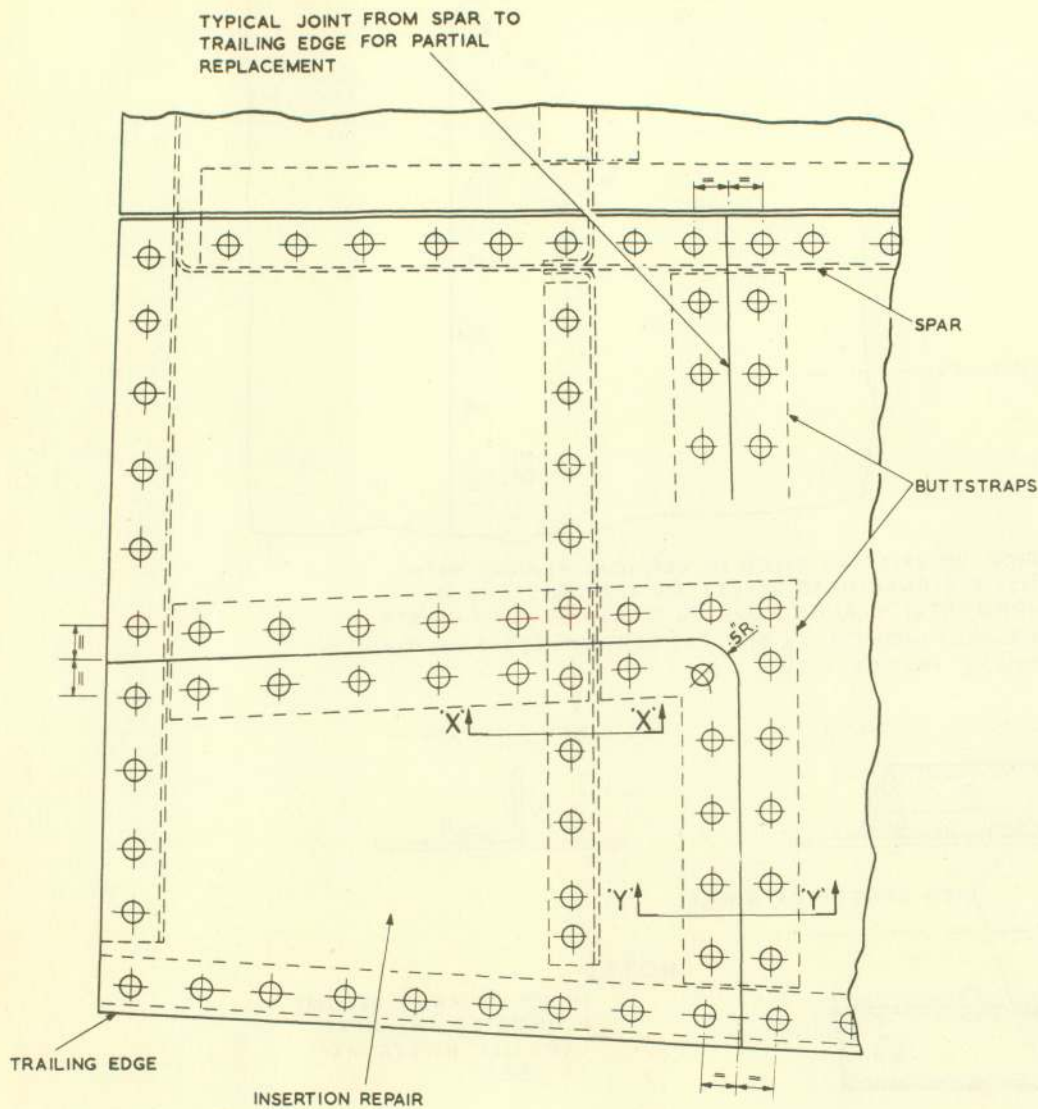 TYPICAL JOINT FROM SPAR TO
TRAILING EDGE FOR PARTIAL
REPLACEMENT
SPAR
BUTTSTRAPS
.5"R.
'X' 'X'
'Y' 'Y'
TRAILING EDGE
INSERTION REPAIR